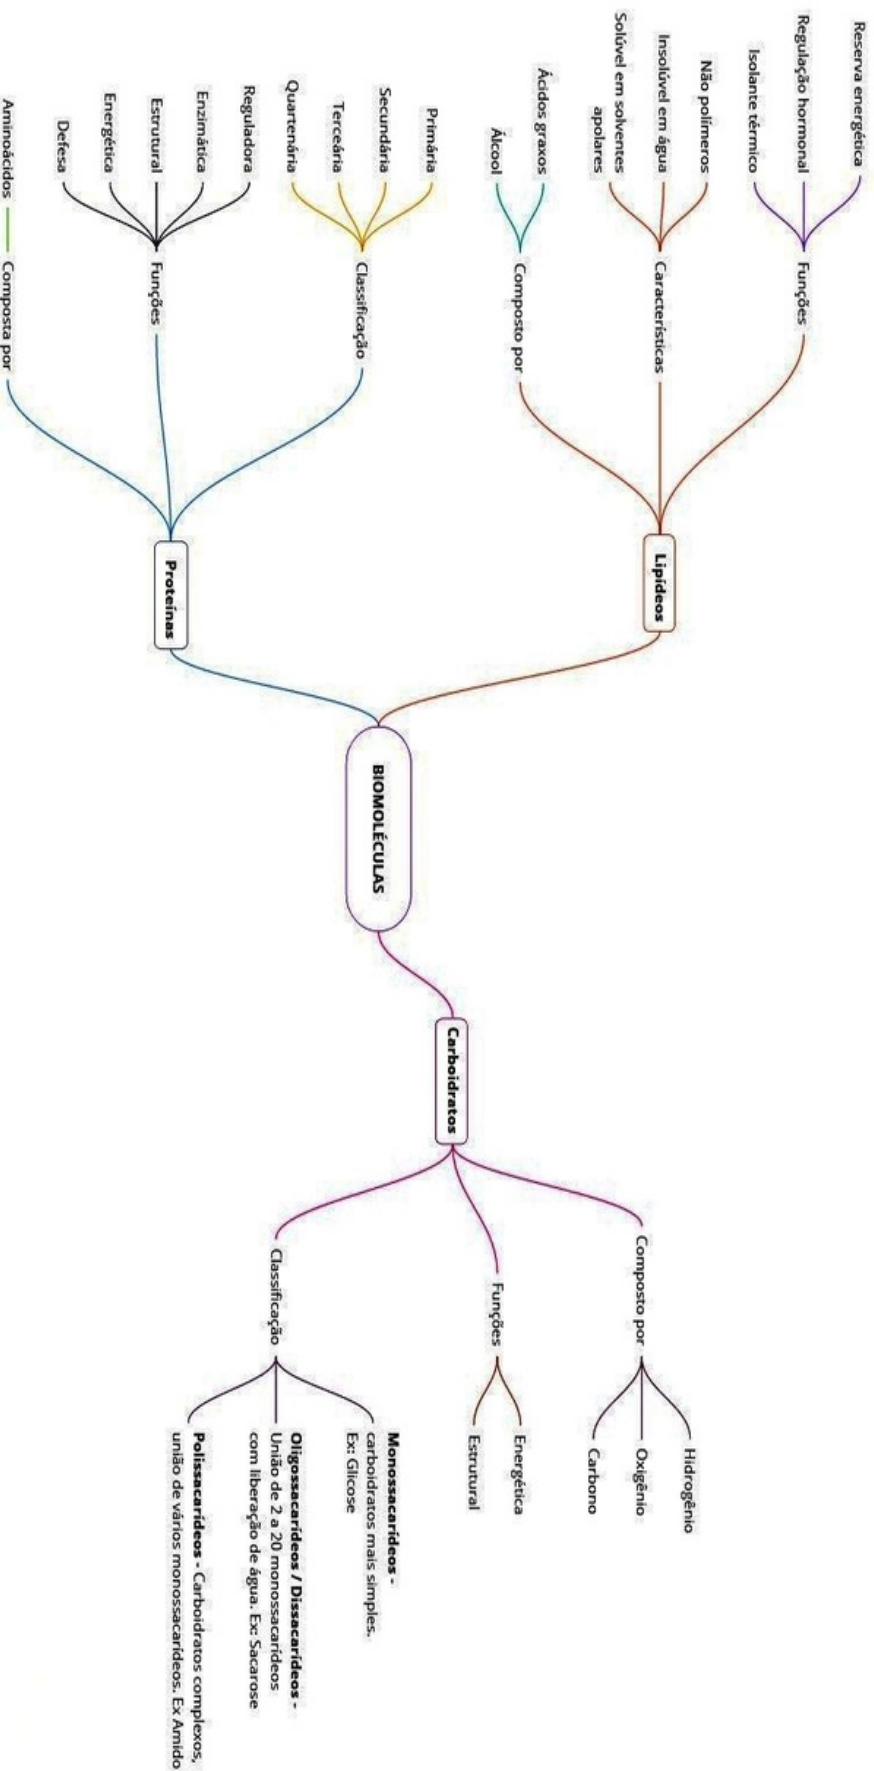 Reserva energética
Regulação hormonal
Isolante térmico
Funções
Não polímeros
Insolúvel em água
Solúvel em solventes
apolares
Características
Ácidos graxos
Álcool
Composto por
Lipídeos
Primária
Secundária
Terceária
Quartenária
Classificação
Reguladora
Enzimática
Estrutural
Energética
Defesa
Funções
Aminoácidos
Composta por
Proteínas
BIOMOLÉCULAS
Carboidratos
Composto por
Hidrogênio
Oxigênio
Carbono
Funções
Energética
Estrutural
Classificação
Monossacarídeos -
carboidratos mais simples.
Ex: Glicose
Oligossacarídeos / Dissacarídeos -
União de 2 a 20 monossacarídeos
com liberação de água. Ex: Sacarose
Polissacarídeos - Carboidratos complexos,
união de vários monossacarídeos. Ex Amido